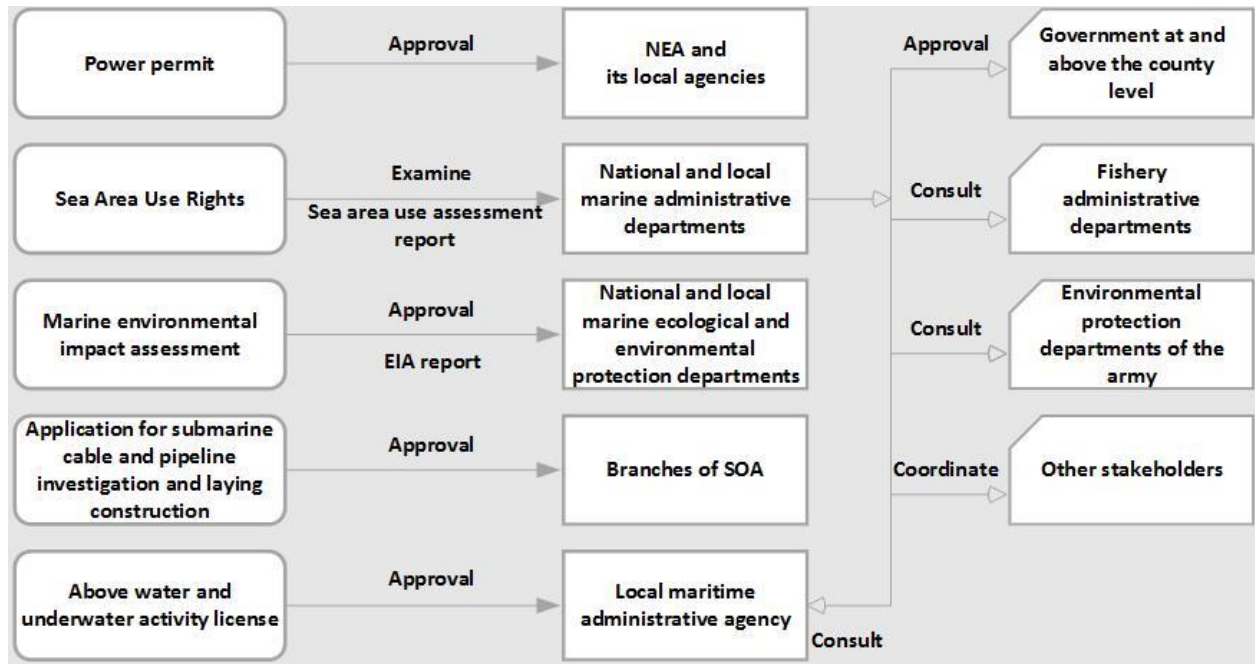 Power permit
Approval
NEA and
its local agencies
Approval
Government at and
above the county
level
Sea Area Use Rights
Examine
Sea area use assessment
report
National and local
marine administrative
departments
Consult
Fishery
administrative
departments
Marine environmental
impact assessment
Approval
EIA report
National and local
marine ecological and
environmental
protection departments
Consult
Environmental
protection
departments of the
army
Application for submarine
cable and pipeline
investigation and laying
construction
Approval
Branches of SOA
Coordinate
Other stakeholders
Above water and
underwater activity license
Approval
Local maritime
administrative agency
Consult